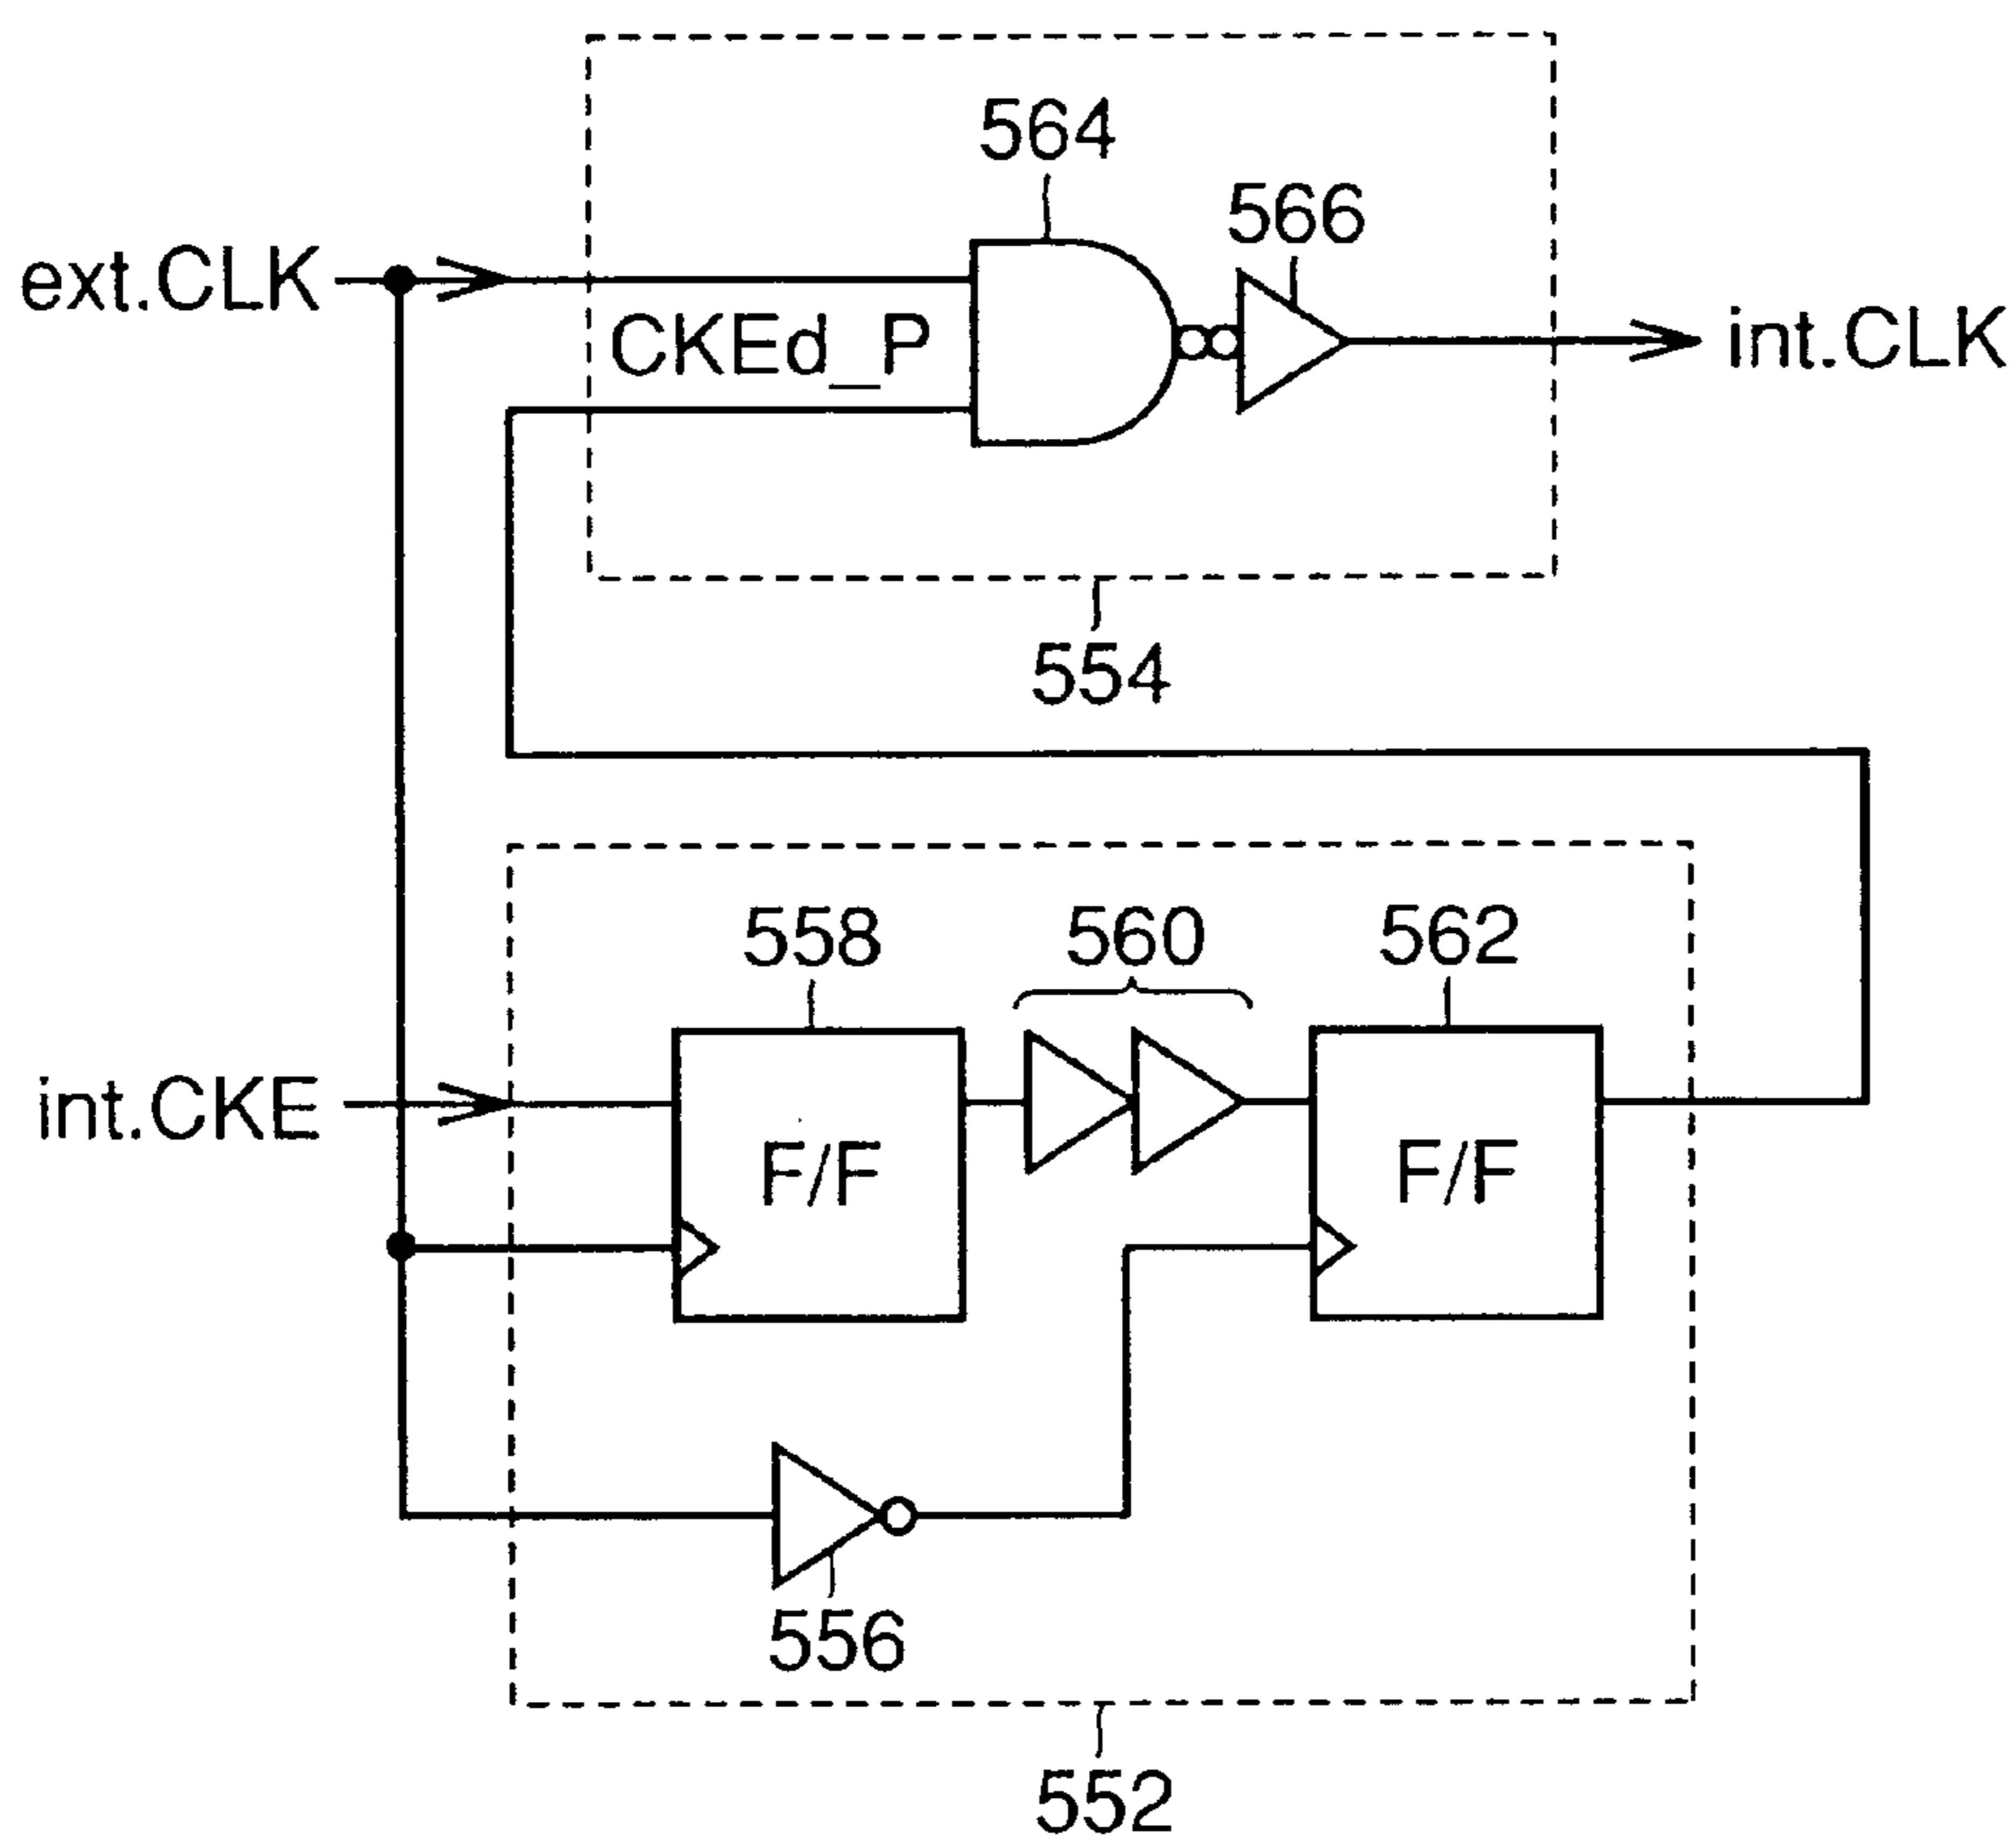 564
566
ext.CLK
CKEd_P
int.CLK
554
558
560
562
int.CKE
F/F
F/F
556
552